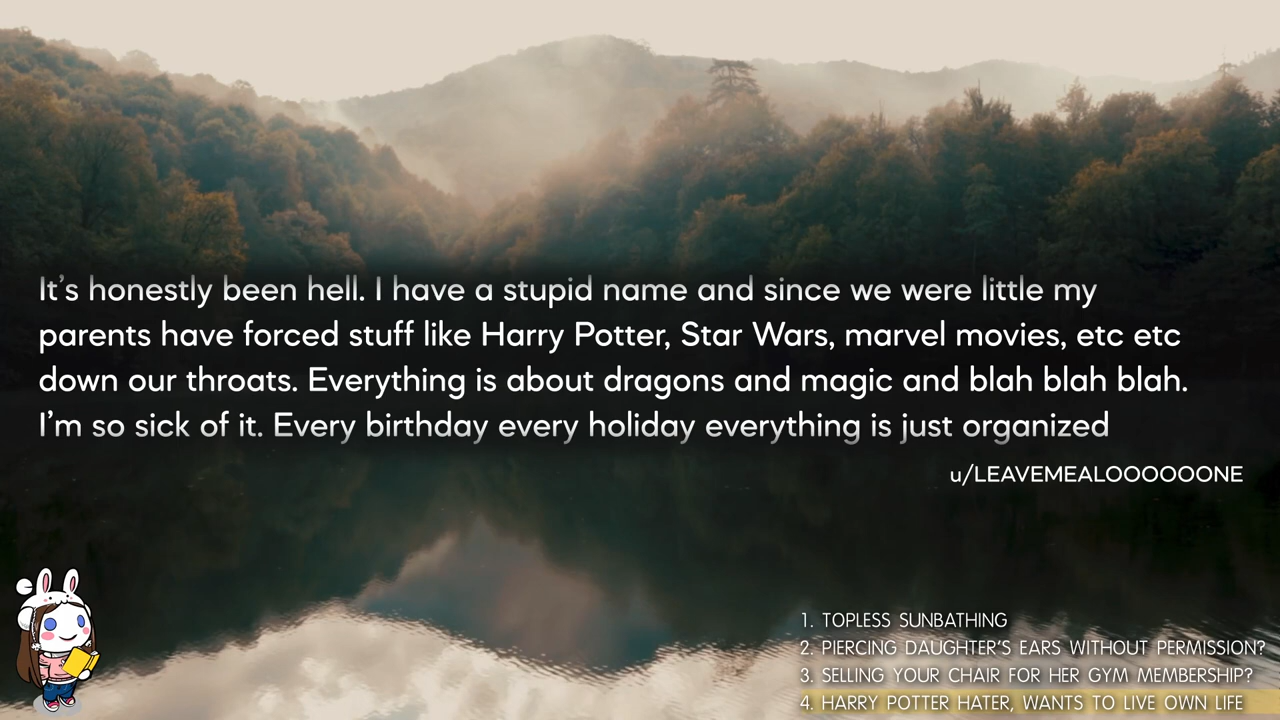 It's honestly been hell. I have a stupid name and since we were little my
parents have forced stuff like Harry Potter, Star Wars, marvel movies, etc etc
down our throats. Everything is about dragons and magic and blah blah blah.
I'm so sick of it. Every birthday every holiday everything is just organized
u/LEAVEMEALOOOOOONE
1. TOPLESS SUNBATHING
2. PIERCING DAUGHTER'S EARS WITHOUT PERMISSION?
3. SELLING YOUR CHAIR FOR HER GYM MEMBERSHIP?
4. HARRY POTTER HATER, WANTS TO LIVE OWN LIFE